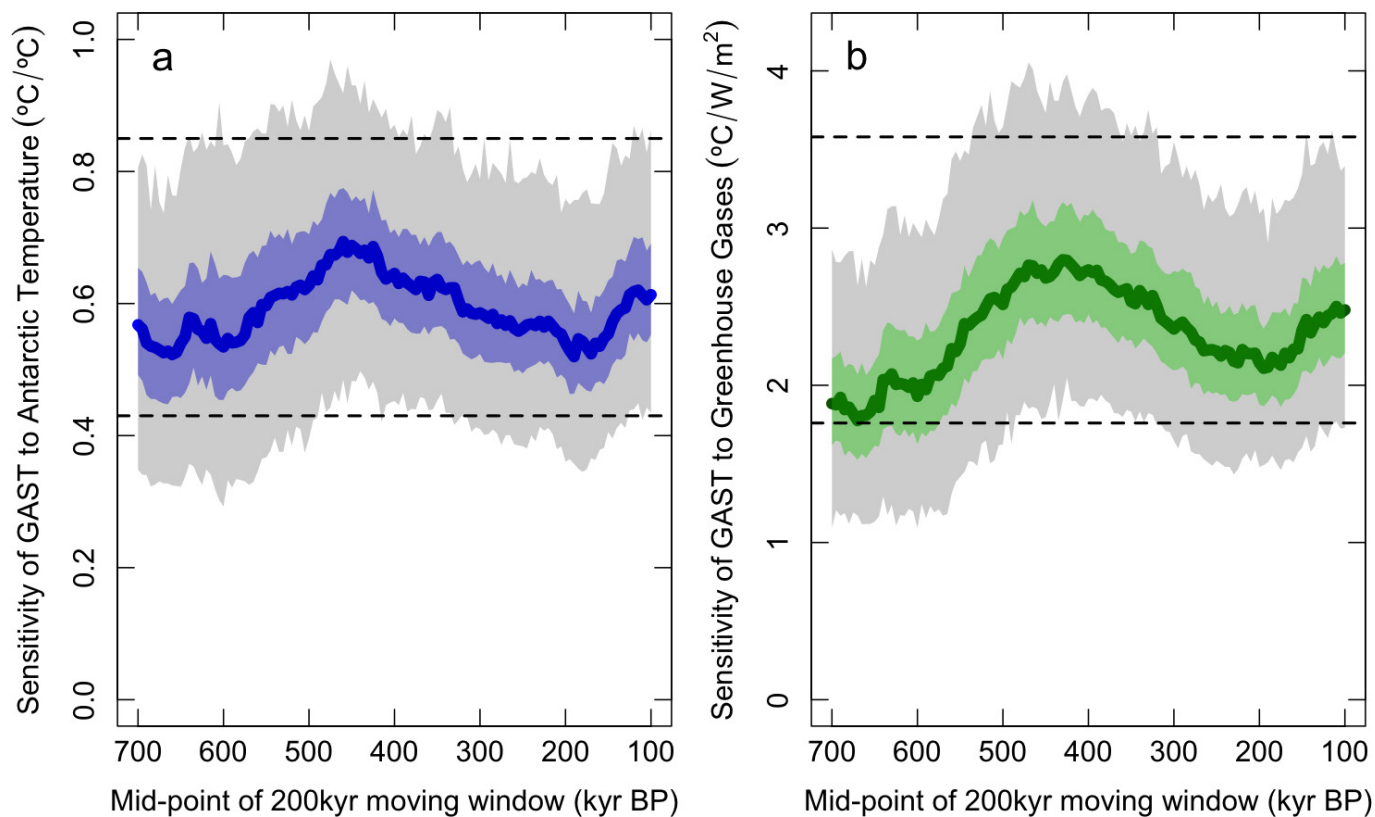 a
Sensitivity of GAST to Antarctic Temperature (ºC/ºC)
1.0
0.8
0.6
0.4
0.2
0.0
700 600 500 400 300 200 100
Mid-point of 200kyr moving window (kyr BP)
b
Sensitivity of GAST to Greenhouse Gases (ºC/W/m²)
4
3
2
1
0
700 600 500 400 300 200 100
Mid-point of 200kyr moving window (kyr BP)